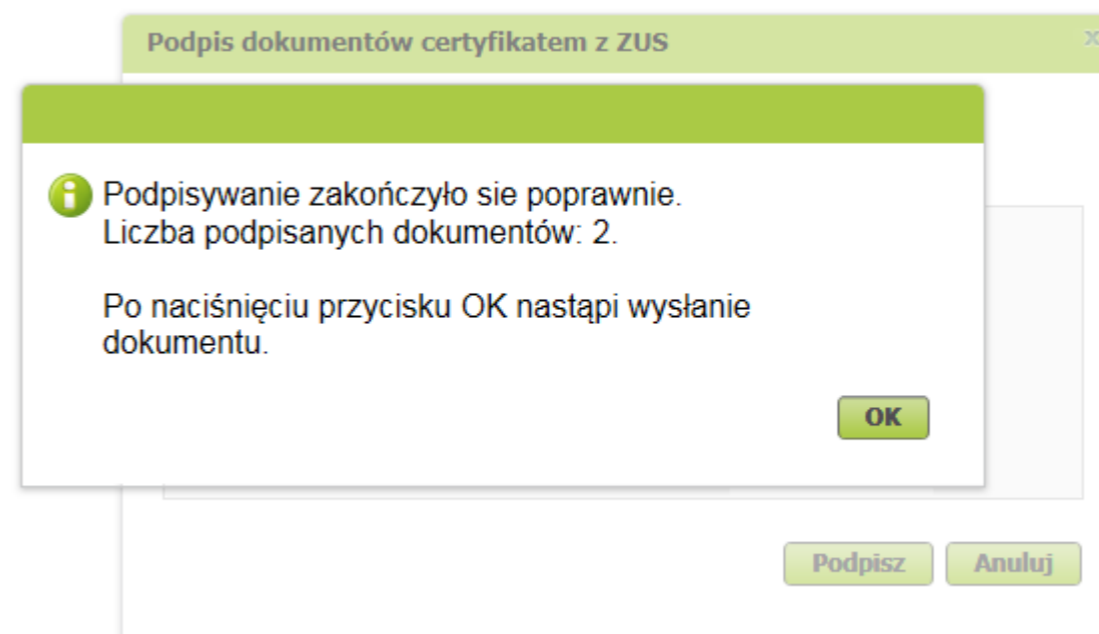 Podpis dokumentów certyfikatem z ZUS
x
Podpisywanie zakończyło sie poprawnie.
Liczba podpisanych dokumentów: 2.
Po naciśnięciu przycisku OK nastąpi wysłanie
dokumentu.
OK
Podpisz
Anuluj